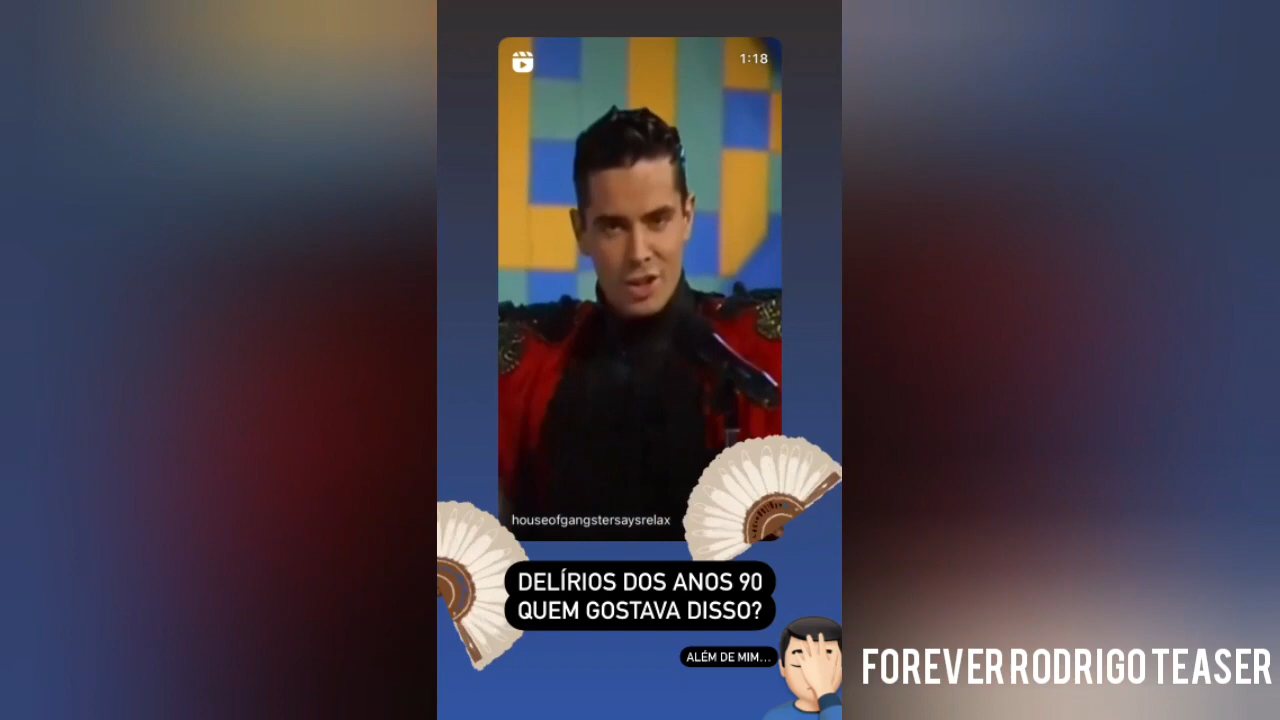 1:18
houseofgangstersaysrelax
DELÍRIOS DOS ANOS 90
QUEM GOSTAVA DISSO?
ALÉM DE MIM...
FOREVER RODRIGO TEASER